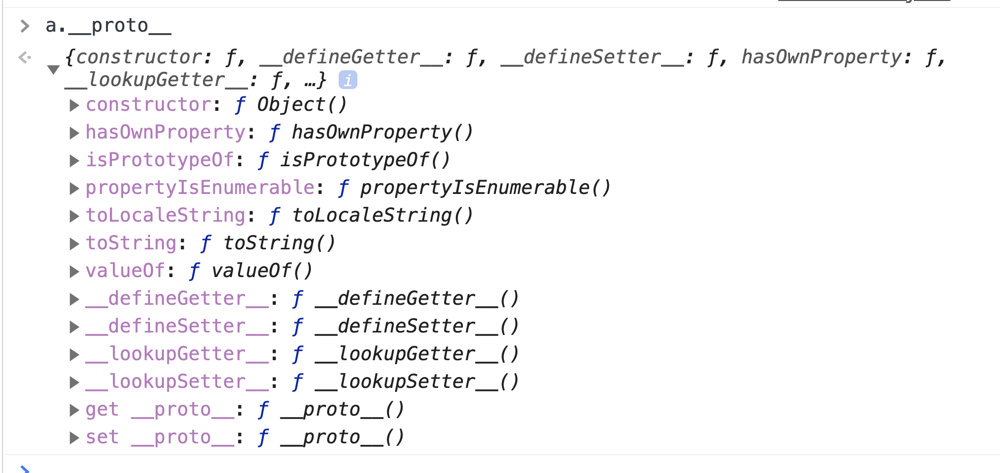 a.__proto__
{constructor: ƒ, __defineGetter__: ƒ, __defineSetter__: ƒ, hasOwnProperty: ƒ,
__lookupGetter__: ƒ, …} i
constructor: ƒ Object()
hasOwnProperty: ƒ hasOwnProperty()
isPrototypeOf: ƒ isPrototypeOf()
propertyIsEnumerable: ƒ propertyIsEnumerable()
toLocaleString: ƒ toLocaleString()
toString: ƒ toString()
valueOf: ƒ valueOf()
__defineGetter__: ƒ __defineGetter__()
__defineSetter__: ƒ __defineSetter__()
__lookupGetter__: ƒ __lookupGetter__()
__lookupSetter__: ƒ __lookupSetter__()
get __proto__: ƒ __proto__()
set __proto__: ƒ __proto__()